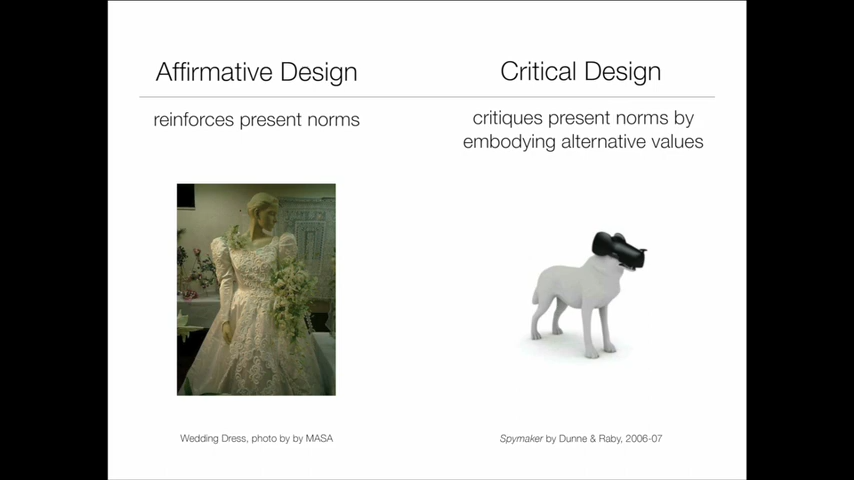 Affirmative Design
reinforces present norms
Wedding Dress, photo by by MASA
Critical Design
critiques present norms by
embodying alternative values
Spymaker by Dunne & Raby, 2006-07